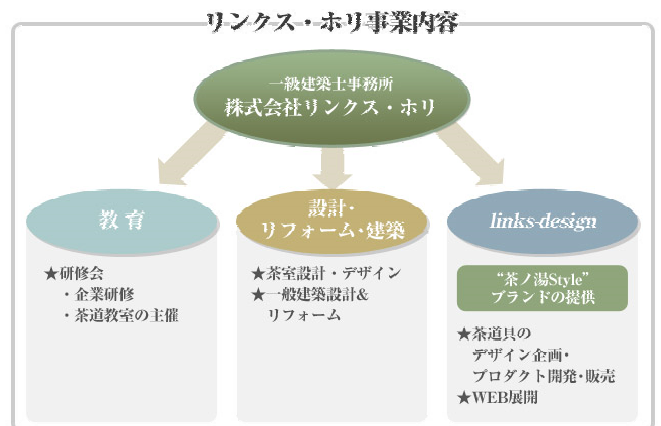 リンクス・ホリ事業内容
一級建築士事務所
株式会社リンクス・ホリ
教 育
★研修会
・企業研修
・茶道教室の主催
設計・
リフォーム・建築
★茶室設計・デザイン
★一般建築設計&
リフォーム
links-design
“茶ノ湯Style”
ブランドの提供
★茶道具の
デザイン企画・
プロダクト開発・販売
★WEB展開